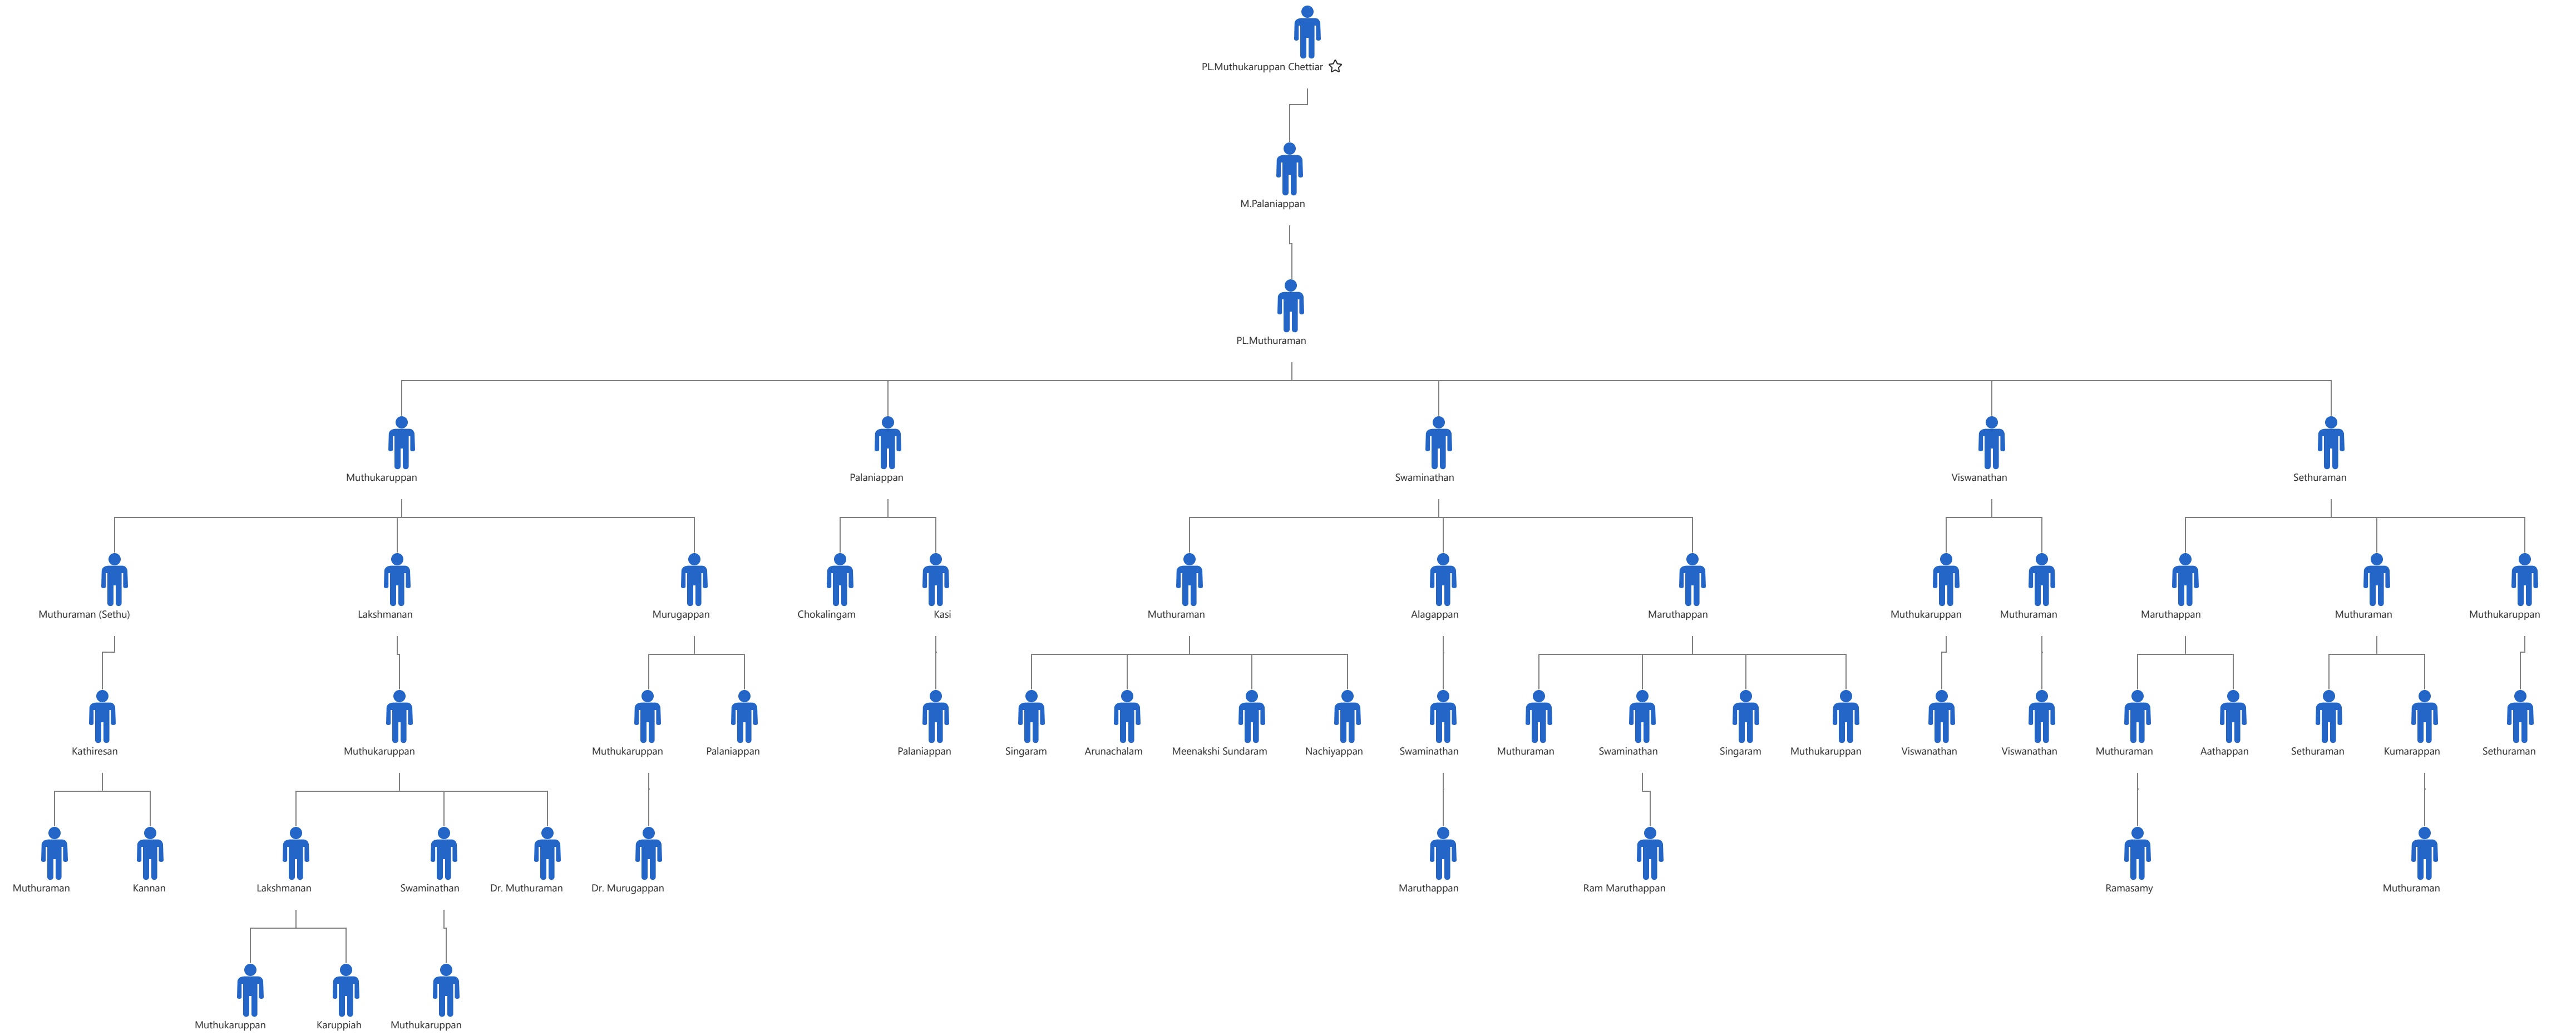 PL.Muthukaruppan Chettiar
M.Palaniappan
PL.Muthuraman
Muthukaruppan
Palaniappan
Swaminathan
Viswanathan
Sethuraman
Muthuraman (Sethu)
Lakshmanan
Murugappan
Chokalingam
Kasi
Muthuraman
Alagappan
Maruthappan
Muthukaruppan
Muthuraman
Maruthappan
Muthuraman
Muthukaruppan
Kathiresan
Muthukaruppan
Muthukaruppan
Palaniappan
Palaniappan
Singaram
Arunachalam
Meenakshi Sundaram
Nachiyappan
Swaminathan
Muthuraman
Swaminathan
Singaram
Muthukaruppan
Viswanathan
Viswanathan
Muthuraman
Aathappan
Sethuraman
Kumarappan
Sethuraman
Muthuraman
Kannan
Lakshmanan
Swaminathan
Dr. Muthuraman
Dr. Murugappan
Maruthappan
Ram Maruthappan
Ramasamy
Muthuraman
Muthukaruppan
Karuppiah
Muthukaruppan